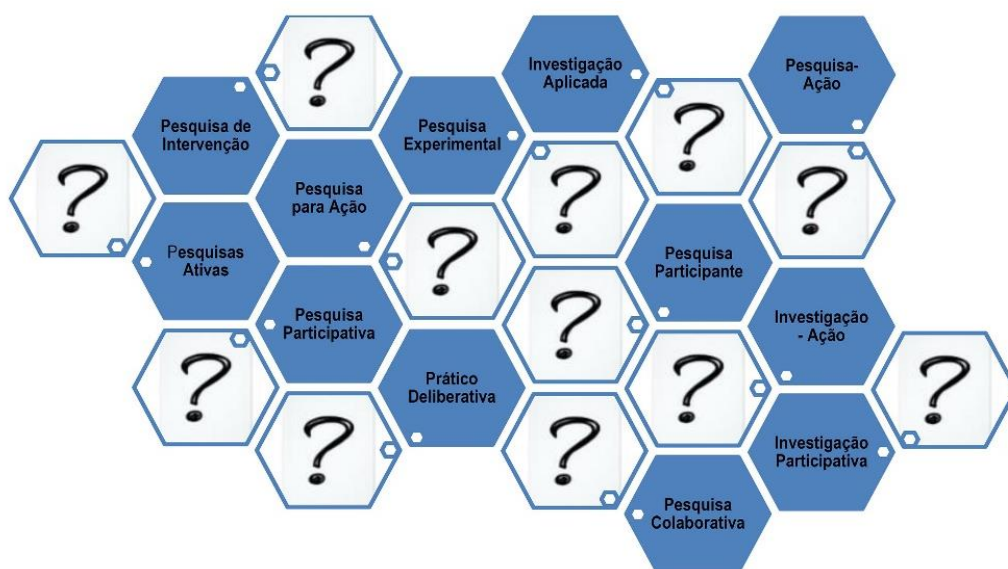 ?
Investigação
Aplicada
Pesquisa-
Ação
Pesquisa de
Intervenção
Pesquisa
Experimental
?
?
Pesquisa
para Ação
?
?
Pesquisas
Ativas
?
Pesquisa
Participante
Pesquisa
Participativa
?
Investigação
- Ação
?
Prático
Deliberativa
?
?
?
?
Investigação
Participativa
Pesquisa
Colaborativa